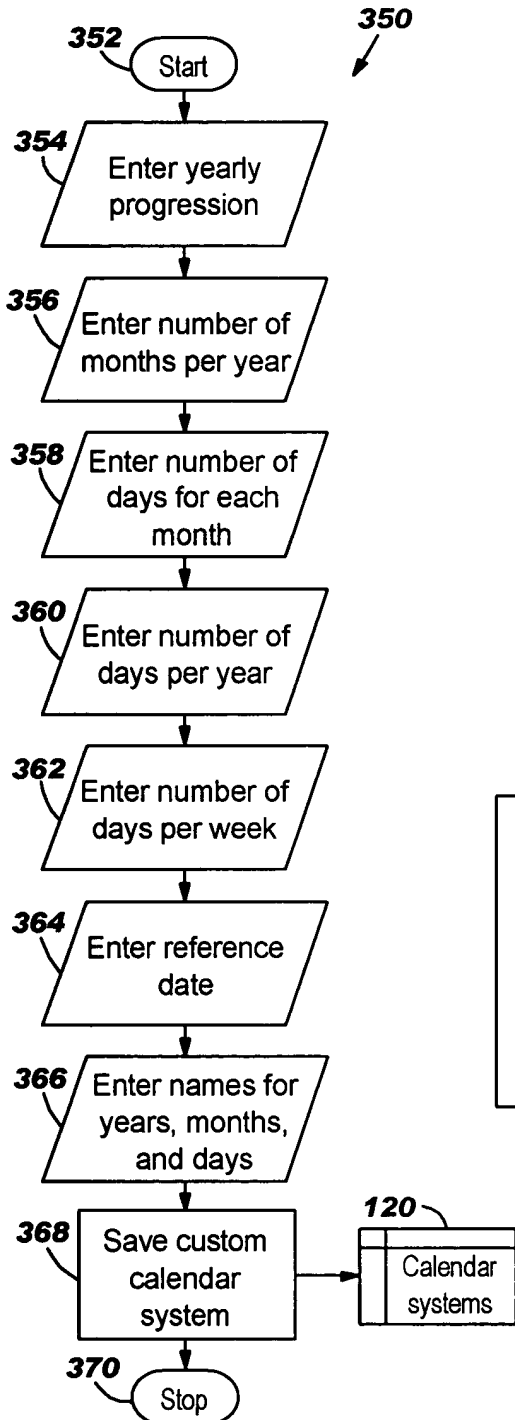 352
Start
350
354
Enter yearly
progression
356
Enter number of
months per year
358
Enter number of
days for each
month
360
Enter number of
days per year
362
Enter number of
days per week
364
Enter reference
date
366
Enter names for
years, months,
and days
368
Save custom
calendar
system
120
Calendar
systems
370
Stop